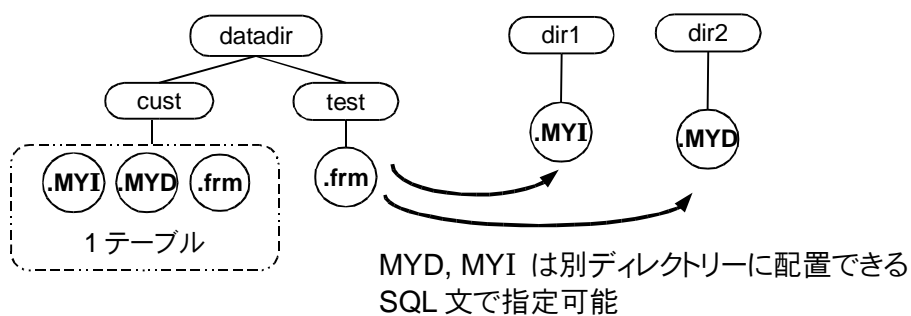 datadir
dir1
dir2
cust
test
.MYI
.MYD
.MYI
.MYD
.frm
.frm
1 テーブル
MYD, MYI は別ディレクトリーに配置できる
SQL 文で指定可能